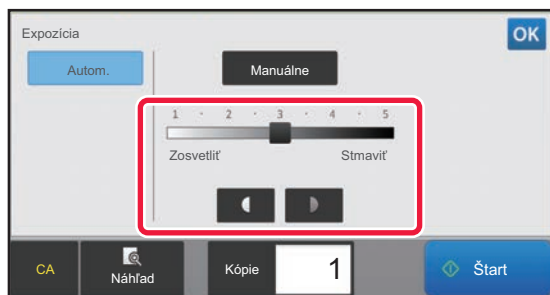 Expozícia
OK
Autom.
Manuálne
1 · 2 · 3 · 4 · 5
Zosvetliť
Stmaviť
CA
Náhľad
Kópie
1
Štart